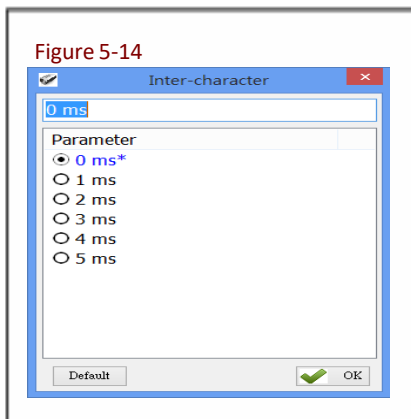 Figure 5-14
Inter-character
0 ms
Parameter
0 ms*
1 ms
2 ms
3 ms
4 ms
5 ms
Default OK